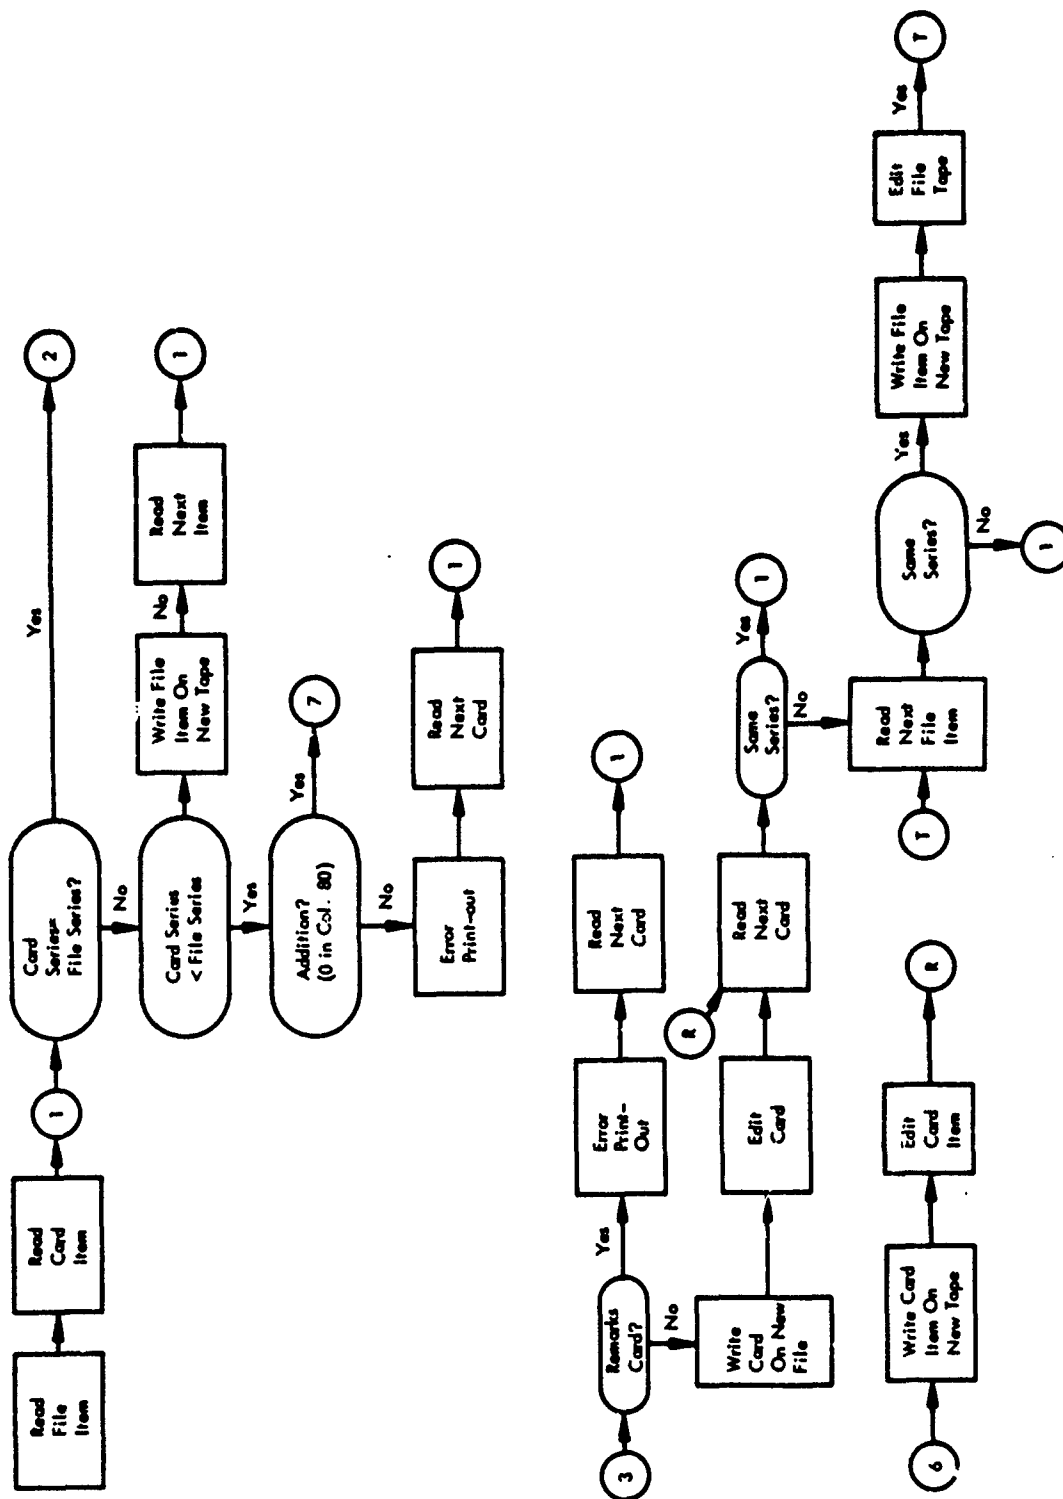 Read
File
Item
Read
Card
Item
1
Card
Series=
File Series?
Yes
2
No
Card Series
< File Series
Write File
Item On
New Tape
No
Read
Next
Item
1
Yes
Addition?
(0 in Col. 80)
Yes
7
No
Error
Print-out
Read
Next
Card
1
3
Remarks
Card?
Yes
Error
Print-
Out
Read
Next
Card
1
No
Write
Card
On New
File
Edit
Card
R
Read
Next
Card
Same
Series?
Yes
1
No
T
Read
Next
File
Item
Same
Series?
Yes
Write File
Item On
New Tape
Edit
File
Tape
Yes
T
No
1
6
Write Card
Item On
New Tape
Edit
Card
Item
R